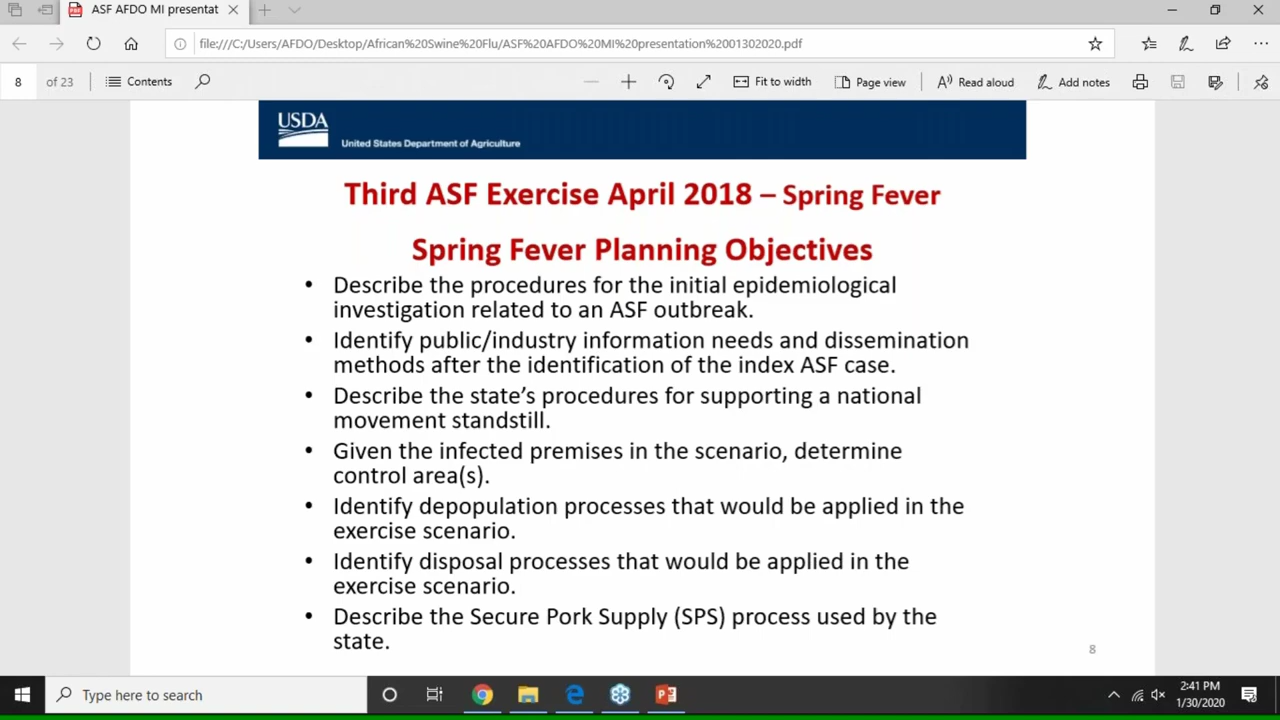 ASF AFDO MI presentat
file:///C:/Users/AFDO/Desktop/African%20Swine%20Flu/ASF%20AFDO%20MI%20presentation%2001302020.pdf
8 of 23 Contents Fit to width Page view Read aloud Add notes
USDA
United States Department of Agriculture
Third ASF Exercise April 2018 – Spring Fever
Spring Fever Planning Objectives
• Describe the procedures for the initial epidemiological
investigation related to an ASF outbreak.
• Identify public/industry information needs and dissemination
methods after the identification of the index ASF case.
• Describe the state's procedures for supporting a national
movement standstill.
• Given the infected premises in the scenario, determine
control area(s).
• Identify depopulation processes that would be applied in the
exercise scenario.
• Identify disposal processes that would be applied in the
exercise scenario.
• Describe the Secure Pork Supply (SPS) process used by the
state.
8
Type here to search
2:41 PM
1/30/2020